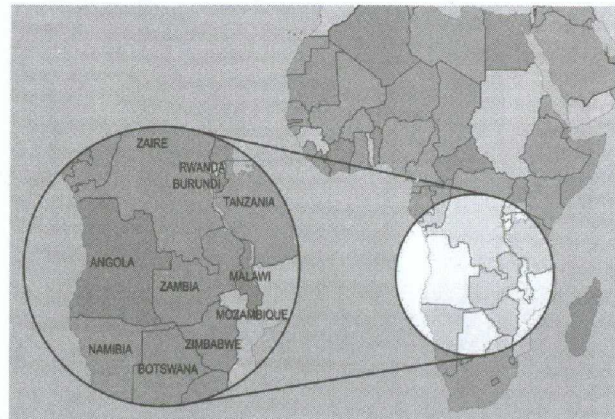 ZAIRE
RWANDA
BURUNDI
TANZANIA
ANGOLA
MALAWI
ZAMBIA
MOZAMBIQUE
NAMIBIA
ZIMBABWE
BOTSWANA